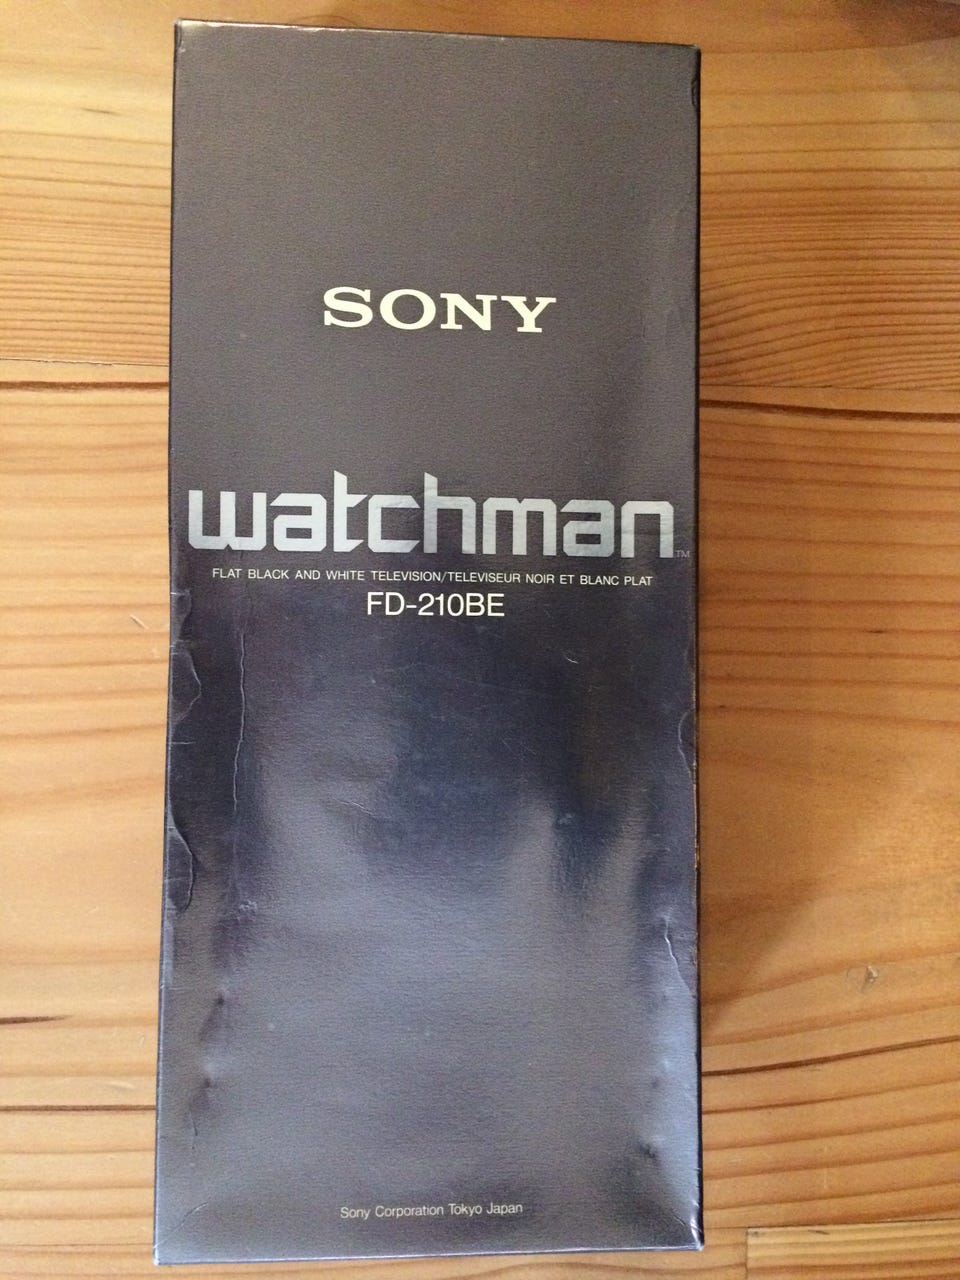 SONY
watchman™
FLAT BLACK AND WHITE TELEVISION/TELEVISEUR NOIR ET BLANC PLAT
FD-210BE
Sony Corporation Tokyo Japan